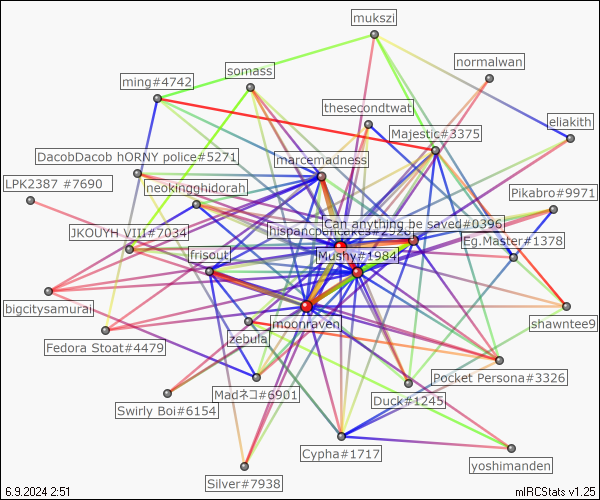 mukszi
normalwan
somass
ming#4742
thesecondtwat
eliakith
Majestic#3375
DacobDacob hORNY police#5271
marcemadness
LPK2387 #7690
neokingghidorah
Pikabro#9971
Can anything be saved#0396
JKOUYH VIII#7034
Eg.Master#1378
frisout
Mushy#1984
bigcitysamurai
moonraven
shawntee9
zebula
Fedora Stoat#4479
Pocket Persona#3326
Madネコ#6901
Duck#1245
Swirly Boi#6154
Cypha#1717
yoshimanden
Silver#7938
6.9.2024 2:51
mIRCStats v1.25